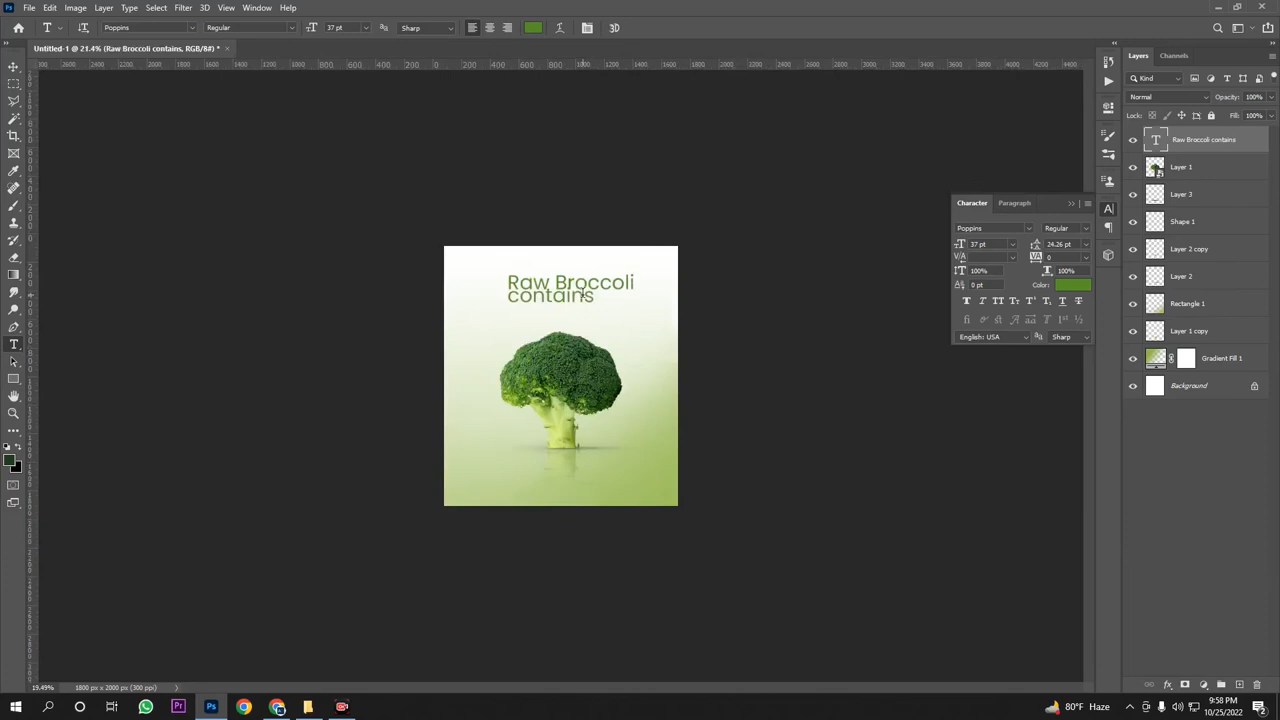 File Edit Image Layer Type Select Filter 3D View Window Help
Poppins Regular 37 pt Sharp 3D
Untitled-1 @ 21.4% (Raw Broccoli contains, RGB/8#) *
Layers Channels
Kind
Normal Opacity: 100%
Lock: Fill: 100%
Raw Broccoli contains
Layer 1
Layer 3
Shape 1
Layer 2 copy
Layer 2
Rectangle 1
Layer 1 copy
Gradient Fill 1
Background
Character Paragraph
Poppins Regular
37 pt 24.26 pt
0
100% 100%
0 pt Color:
English: USA Sharp
Raw Broccoli
contains
19.49% 1800 px x 2000 px (300 ppi)
80°F Haze
9:58 PM
10/25/2022